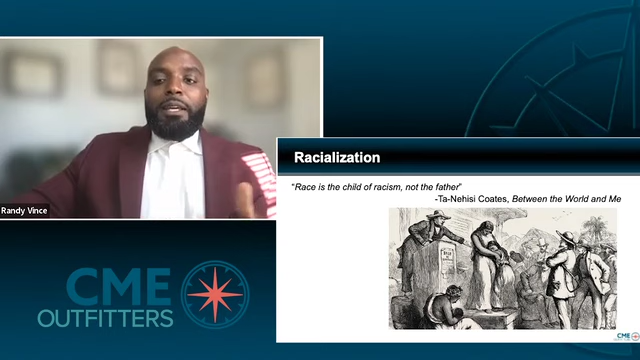 Randy Vince
CME
OUTFITTERS
Racialization
“Race is the child of racism, not the father”
-Ta-Nehisi Coates, Between the World and Me
CME